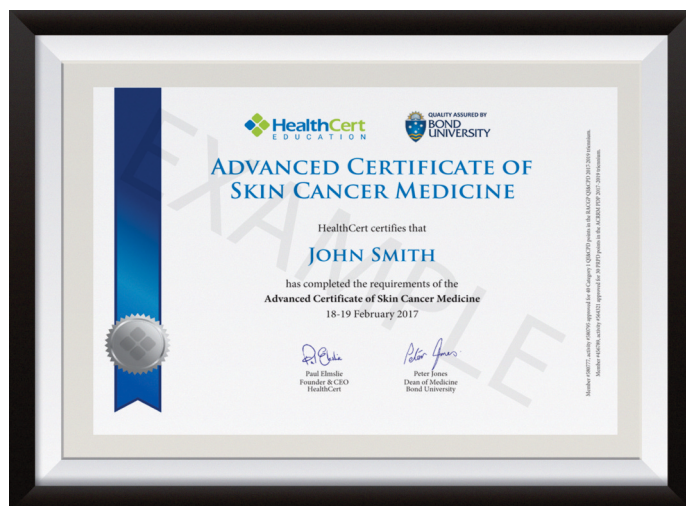 HealthCert
EDUCATION
QUALITY ASSURED BY
BOND
UNIVERSITY
ADVANCED CERTIFICATE OF
SKIN CANCER MEDICINE
HealthCert certifies that
JOHN SMITH
has completed the requirements of the
Advanced Certificate of Skin Cancer Medicine
18-19 February 2017
Paul Elmslie
Founder & CEO
HealthCert
Peter Jones
Peter Jones
Dean of Medicine
Bond University
EXAMPLE